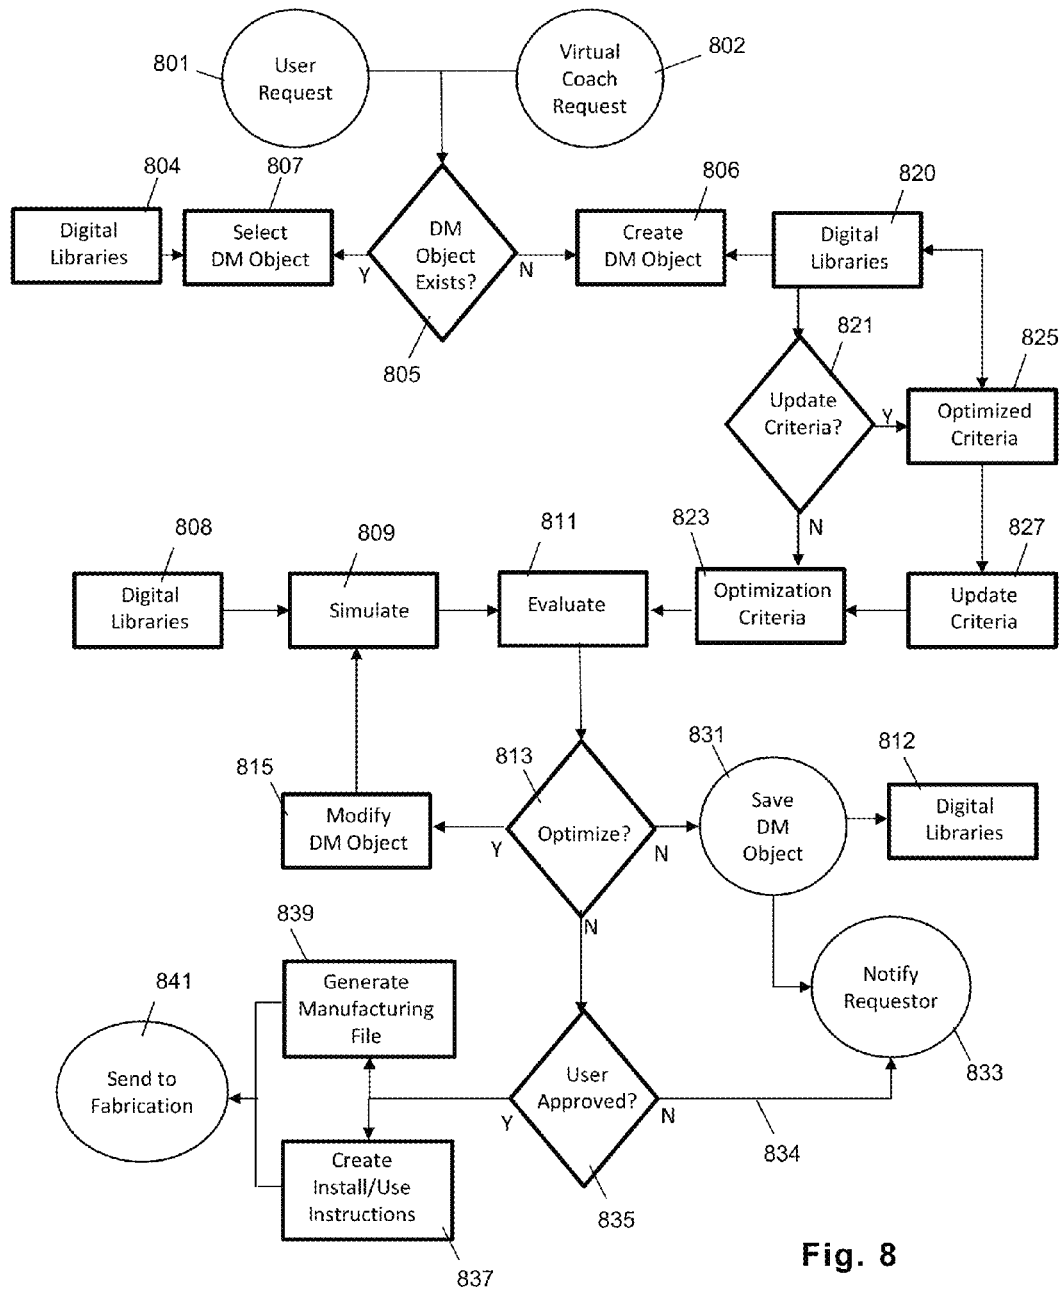 801
User
Request
Virtual
Coach
Request
802
804
807
806
820
Digital
Libraries
Select
DM Object
Y
DM
Object
Exists?
N
Create
DM Object
Digital
Libraries
805
821
825
Update
Criteria?
Y
Optimized
Criteria
N
808
809
811
823
827
Digital
Libraries
Simulate
Evaluate
Optimization
Criteria
Update
Criteria
815
813
831
812
Modify
DM Object
Y
Optimize?
N
Save
DM
Object
Digital
Libraries
N
839
841
Generate
Manufacturing
File
Notify
Requestor
833
Send to
Fabrication
Y
User
Approved?
N
834
Create
Install/Use
Instructions
835
837
Fig. 8